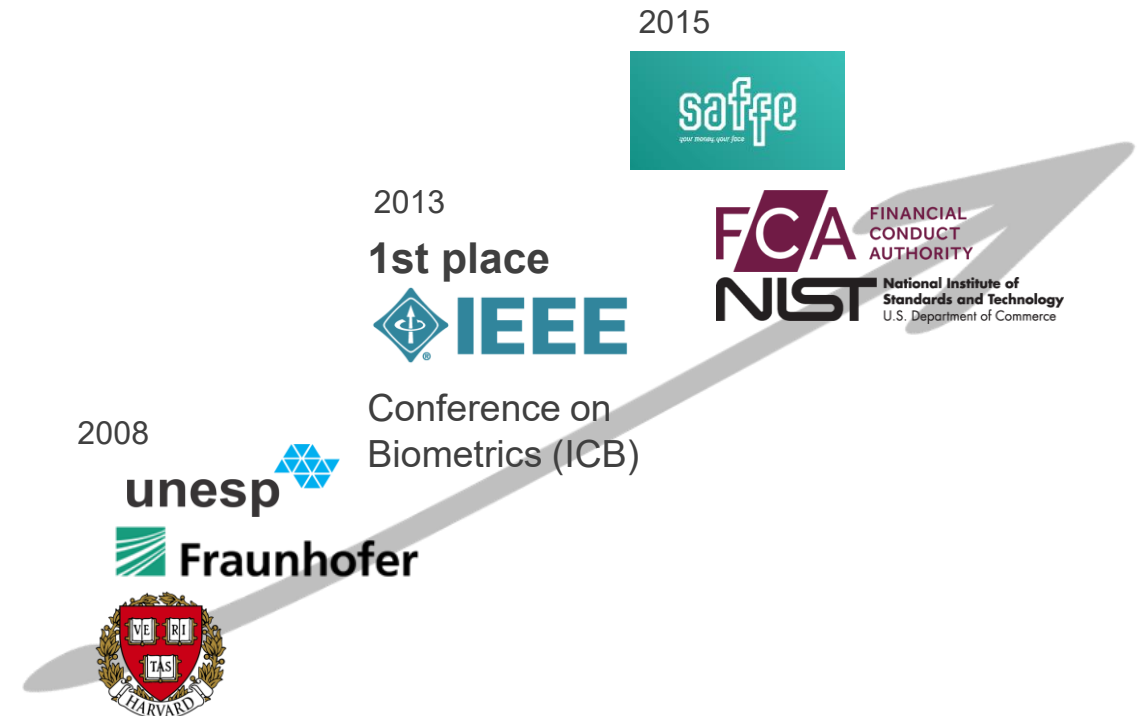 2015
saffe
your money, your face
2013
1st place
IEEE
®
Conference on
Biometrics (ICB)
FCA
FINANCIAL
CONDUCT
AUTHORITY
NIST
National Institute of
Standards and Technology
U.S. Department of Commerce
2008
unesp
Fraunhofer
VE RI
TAS
HARVARD